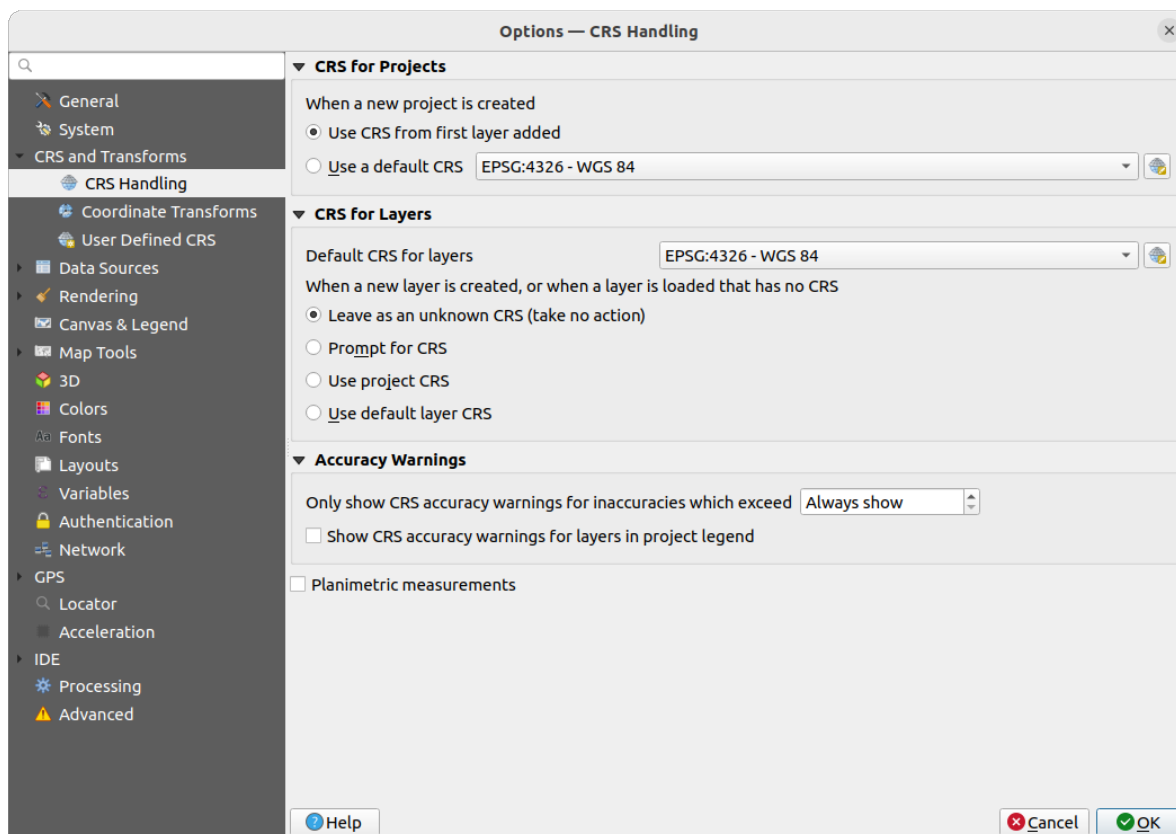 Options — CRS Handling
General
System
CRS and Transforms
CRS Handling
Coordinate Transforms
User Defined CRS
Data Sources
Rendering
Canvas & Legend
Map Tools
3D
Colors
Aa Fonts
Layouts
ε Variables
Authentication
Network
GPS
Locator
Acceleration
IDE
Processing
Advanced
CRS for Projects
When a new project is created
Use CRS from first layer added
Use a default CRS EPSG:4326 - WGS 84
CRS for Layers
Default CRS for layers EPSG:4326 - WGS 84
When a new layer is created, or when a layer is loaded that has no CRS
Leave as an unknown CRS (take no action)
Prompt for CRS
Use project CRS
Use default layer CRS
Accuracy Warnings
Only show CRS accuracy warnings for inaccuracies which exceed Always show
Show CRS accuracy warnings for layers in project legend
Planimetric measurements
Help
Cancel
OK